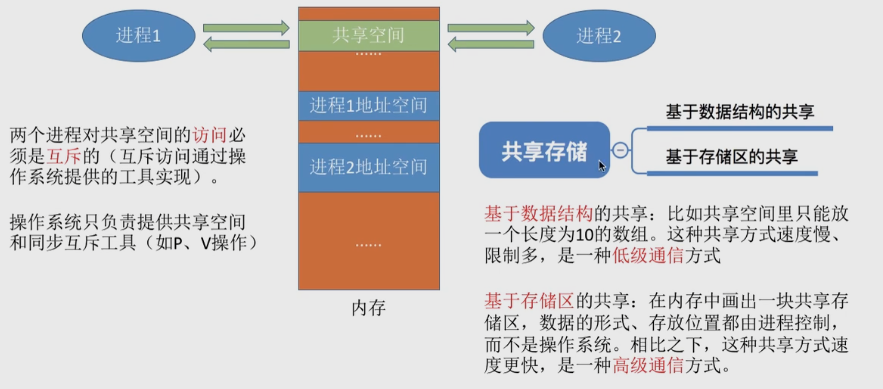 进程1
共享空间
进程2
……
进程1地址空间
……
进程2地址空间
……
内存
两个进程对共享空间的访问必
须是互斥的（互斥访问通过操
作系统提供的工具实现）。
操作系统只负责提供共享空间
和同步互斥工具（如P、V操作）
共享存储
基于数据结构的共享
基于存储区的共享
基于数据结构的共享：比如共享空间里只能放
一个长度为10的数组。这种共享方式速度慢、
限制多，是一种低级通信方式
基于存储区的共享：在内存中画出一块共享存
储区，数据的形式、存放位置都由进程控制，
而不是操作系统。相比之下，这种共享方式速
度更快，是一种高级通信方式。